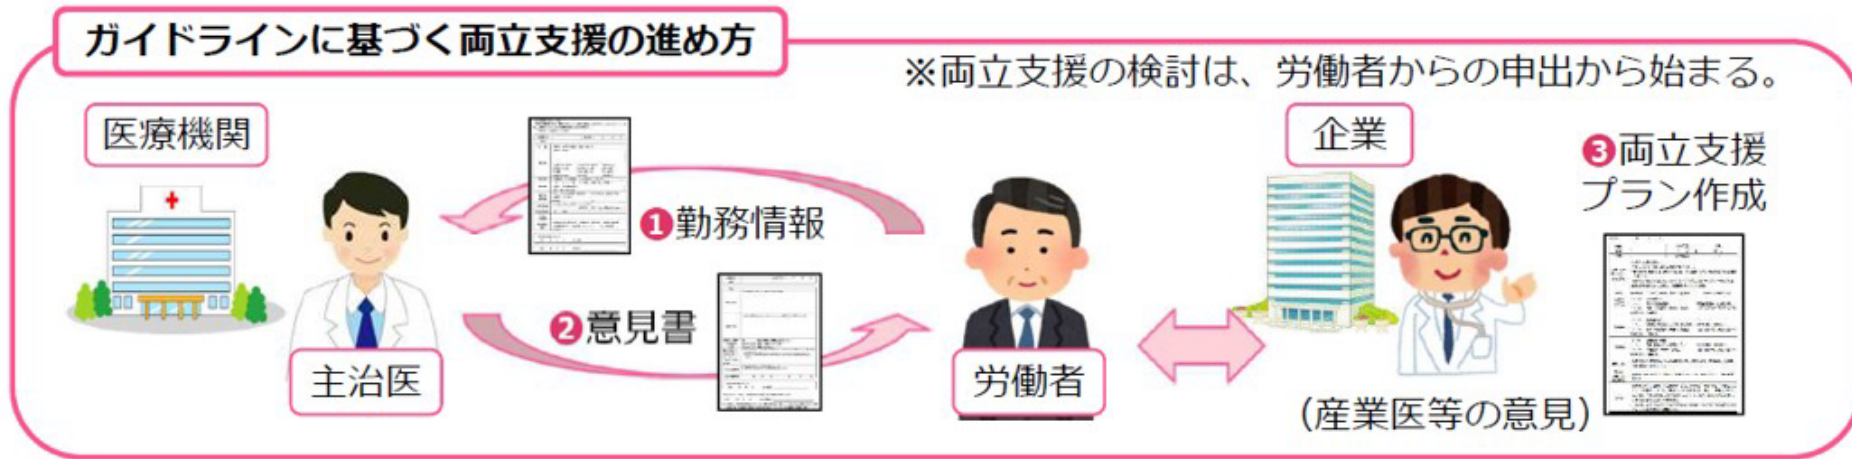 ガイドラインに基づく両立支援の進め方
※両立支援の検討は、労働者からの申出から始まる。
医療機関
企業
❸両立支援
プラン作成
❶勤務情報
❷意見書
主治医
労働者
(産業医等の意見)